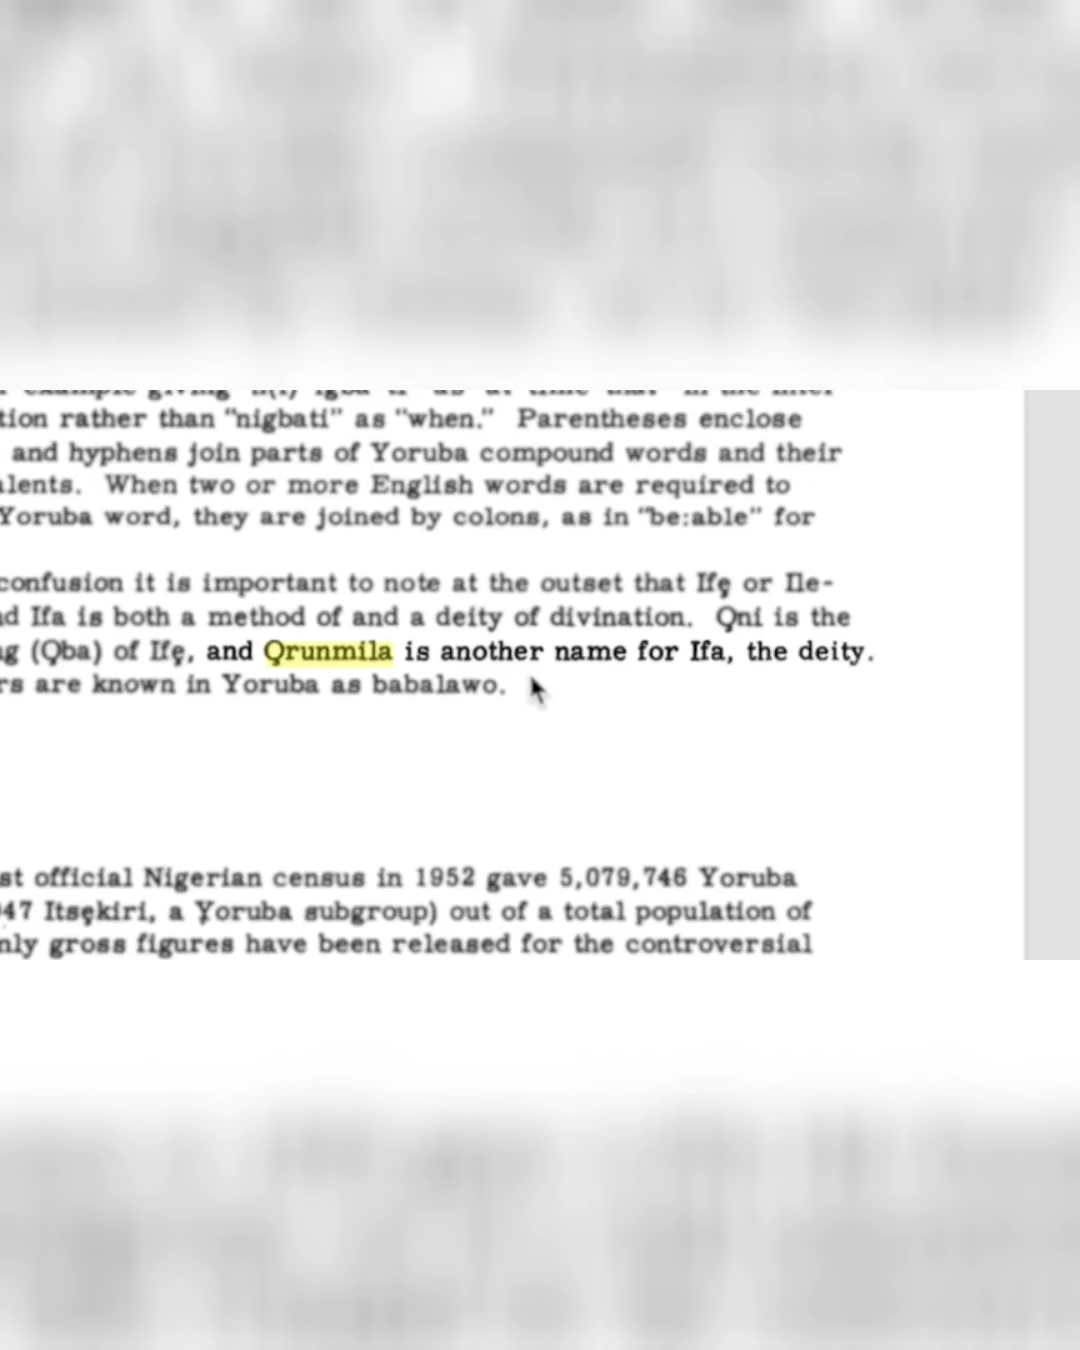 tion rather than "nigbati" as "when." Parentheses enclose
and hyphens join parts of Yoruba compound words and their
lents. When two or more English words are required to
Yoruba word, they are joined by colons, as in "be:able" for
confusion it is important to note at the outset that Ifẹ or Ile-
d Ifa is both a method of and a deity of divination. Ọni is the
g (Ọba) of Ifẹ, and Ọrunmila is another name for Ifa, the deity.
rs are known in Yoruba as babalawo.
st official Nigerian census in 1952 gave 5,079,746 Yoruba
47 Itsẹkiri, a Yoruba subgroup) out of a total population of
nly gross figures have been released for the controversial